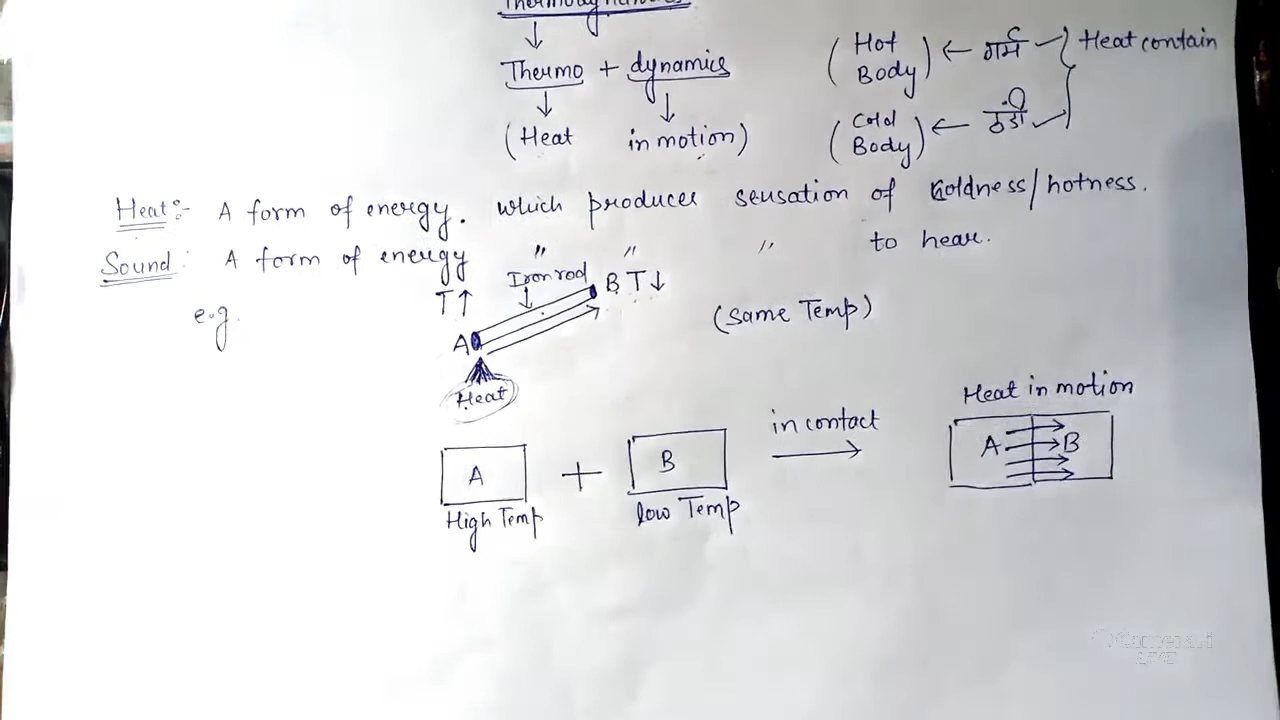 Thermodynamics
↓
Thermo + dynamics
↓ ↓
(Heat in motion)
(Hot Body) ← गर्म } Heat contain
(Cold Body) ← ठंडी
Heat:- A form of energy. which produces sensation of coldness/hotness.
Sound: A form of energy " " " to hear.
e.g
T↑ Iron rod B T↓
A
Heat
(Same Temp)
A + B in contact → Heat in motion
High Temp low Temp A B